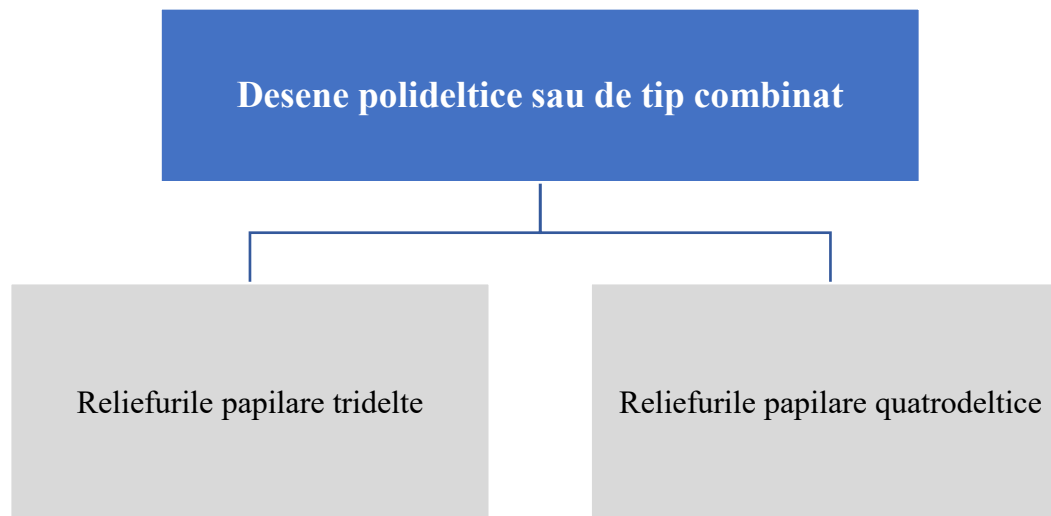 Desene polideltice sau de tip combinat
Reliefurile papilare tridelte
Reliefurile papilare quatrodeltice